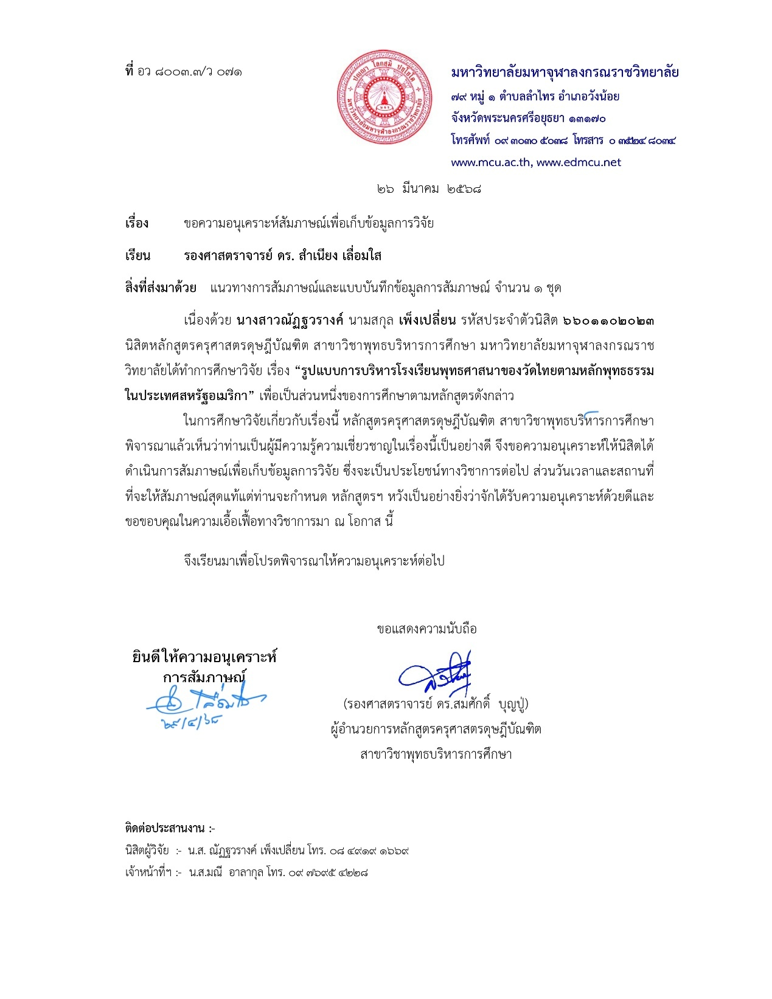 ที่ อว ๘๐๐๓.๓/ว ๐๗๑
ปญฺญา โลกสฺมิ ปชฺโชโต
มหาวิทยาลัยมหาจุฬาลงกรณราชวิทยาลัย
ม จ ร
มหาวิทยาลัยมหาจุฬาลงกรณราชวิทยาลัย
๗๙ หมู่ ๑ ตำบลลำไทร อำเภอวังน้อย
จังหวัดพระนครศรีอยุธยา ๑๓๑๗๐
โทรศัพท์ ๐๙ ๓๐๓๐ ๕๐๓๘ โทรสาร ๐ ๓๕๒๔ ๘๐๓๔
www.mcu.ac.th, www.edmcu.net
๒๖ มีนาคม ๒๕๖๘
เรื่อง ขอความอนุเคราะห์สัมภาษณ์เพื่อเก็บข้อมูลการวิจัย
เรียน รองศาสตราจารย์ ดร. สำเนียง เลื่อมใส
สิ่งที่ส่งมาด้วย แนวทางการสัมภาษณ์และแบบบันทึกข้อมูลการสัมภาษณ์ จำนวน ๑ ชุด
เนื่องด้วย นางสาวณัฏฐวรางค์ นามสกุล เพ็งเปลี่ยน รหัสประจำตัวนิสิต ๖๖๐๑๑๐๒๐๒๓
นิสิตหลักสูตรครุศาสตรดุษฎีบัณฑิต สาขาวิชาพุทธบริหารการศึกษา มหาวิทยาลัยมหาจุฬาลงกรณราช
วิทยาลัยได้ทำการศึกษาวิจัย เรื่อง “รูปแบบการบริหารโรงเรียนพุทธศาสนาของวัดไทยตามหลักพุทธธรรม
ในประเทศสหรัฐอเมริกา” เพื่อเป็นส่วนหนึ่งของการศึกษาตามหลักสูตรดังกล่าว
ในการศึกษาวิจัยเกี่ยวกับเรื่องนี้ หลักสูตรครุศาสตรดุษฎีบัณฑิต สาขาวิชาพุทธบริหารการศึกษา
พิจารณาแล้วเห็นว่าท่านเป็นผู้มีความรู้ความเชี่ยวชาญในเรื่องนี้เป็นอย่างดี จึงขอความอนุเคราะห์ให้นิสิตได้
ดำเนินการสัมภาษณ์เพื่อเก็บข้อมูลการวิจัย ซึ่งจะเป็นประโยชน์ทางวิชาการต่อไป ส่วนวันเวลาและสถานที่
ที่จะให้สัมภาษณ์สุดแท้แต่ท่านจะกำหนด หลักสูตรฯ หวังเป็นอย่างยิ่งว่าจักได้รับความอนุเคราะห์ด้วยดีและ
ขอขอบคุณในความเอื้อเฟื้อทางวิชาการมา ณ โอกาส นี้
จึงเรียนมาเพื่อโปรดพิจารณาให้ความอนุเคราะห์ต่อไป
ขอแสดงความนับถือ
ยินดีให้ความอนุเคราะห์
การสัมภาษณ์
๒๙/๔/๖๘
(รองศาสตราจารย์ ดร.สมศักดิ์ บุญปู่)
ผู้อำนวยการหลักสูตรครุศาสตรดุษฎีบัณฑิต
สาขาวิชาพุทธบริหารการศึกษา
ติดต่อประสานงาน :-
นิสิตผู้วิจัย :- น.ส. ณัฏฐวรางค์ เพ็งเปลี่ยน โทร. ๐๘ ๔๙๑๙ ๑๖๖๙
เจ้าหน้าที่ฯ :- น.ส.มณี อาลากุล โทร. ๐๙ ๗๖๙๕ ๔๒๒๘